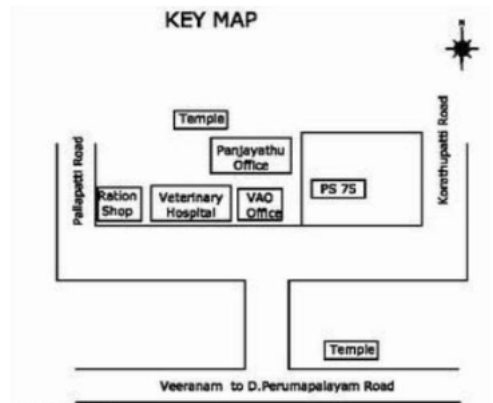 KEY MAP
N
Temple
Panjayathu
Office
Pallapatti Road
Korathupatti Road
Ration
Shop
Veterinary
Hospital
VAO
Office
PS 75
Temple
Veeranam to D.Perumapalayam Road